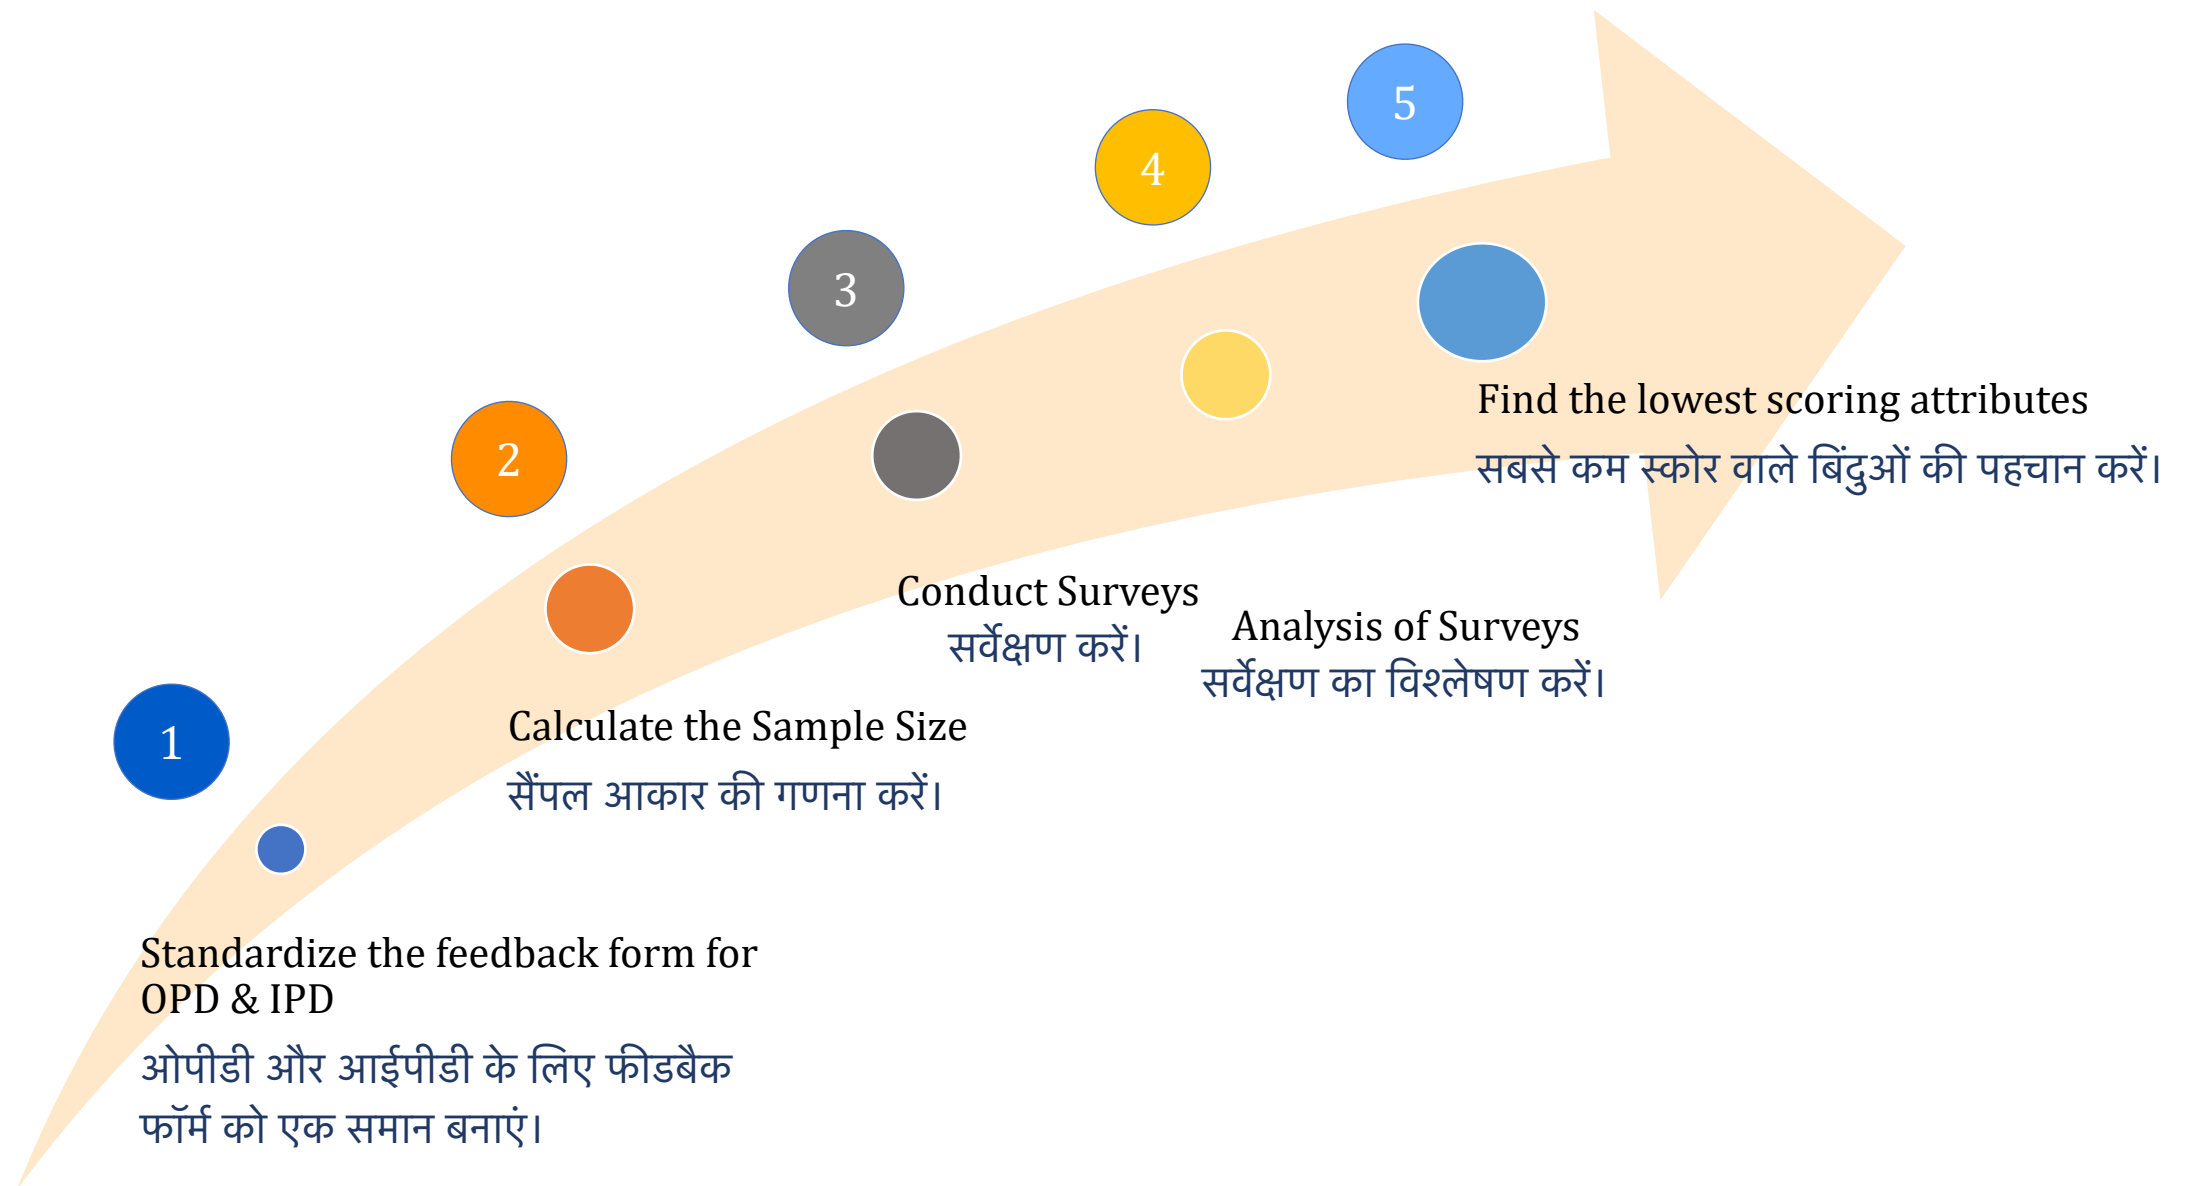 1
Standardize the feedback form for
OPD & IPD
ओपीडी और आईपीडी के लिए फीडबैक
फॉर्म को एक समान बनाएं।
2
Calculate the Sample Size
सैंपल आकार की गणना करें।
3
Conduct Surveys
सर्वेक्षण करें।
4
Analysis of Surveys
सर्वेक्षण का विश्लेषण करें।
5
Find the lowest scoring attributes
सबसे कम स्कोर वाले बिंदुओं की पहचान करें।